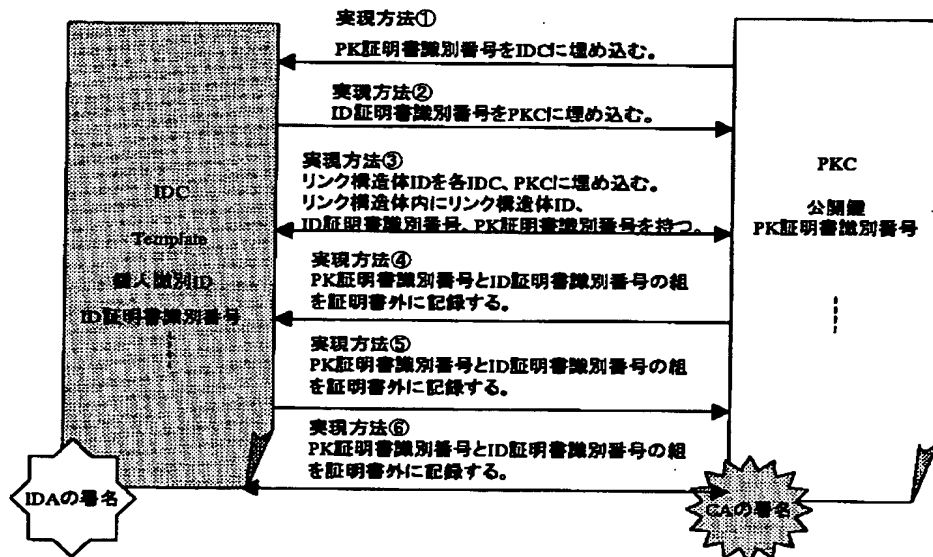 実現方法①
PK証明書識別番号をIDCに埋め込む。
実現方法②
ID証明書識別番号をPKCに埋め込む。
実現方法③
リンク構造体IDを各IDC、PKCに埋め込む。
リンク構造体内にリンク構造体ID、
ID証明書識別番号、PK証明書識別番号を持つ。
実現方法④
PK証明書識別番号とID証明書識別番号の組
を証明書外に記録する。
実現方法⑤
PK証明書識別番号とID証明書識別番号の組
を証明書外に記録する。
実現方法⑥
PK証明書識別番号とID証明書識別番号の組
を証明書外に記録する。
IDC
Template
個人識別ID
ID証明書識別番号
IDAの署名
PKC
公開鍵
PK証明書識別番号
CAの署名